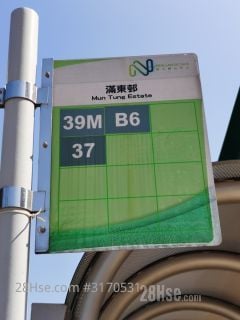 滿東邨
Mun Tung Estate
39M B6
37
28Hse.com #3170531
28Hse.com